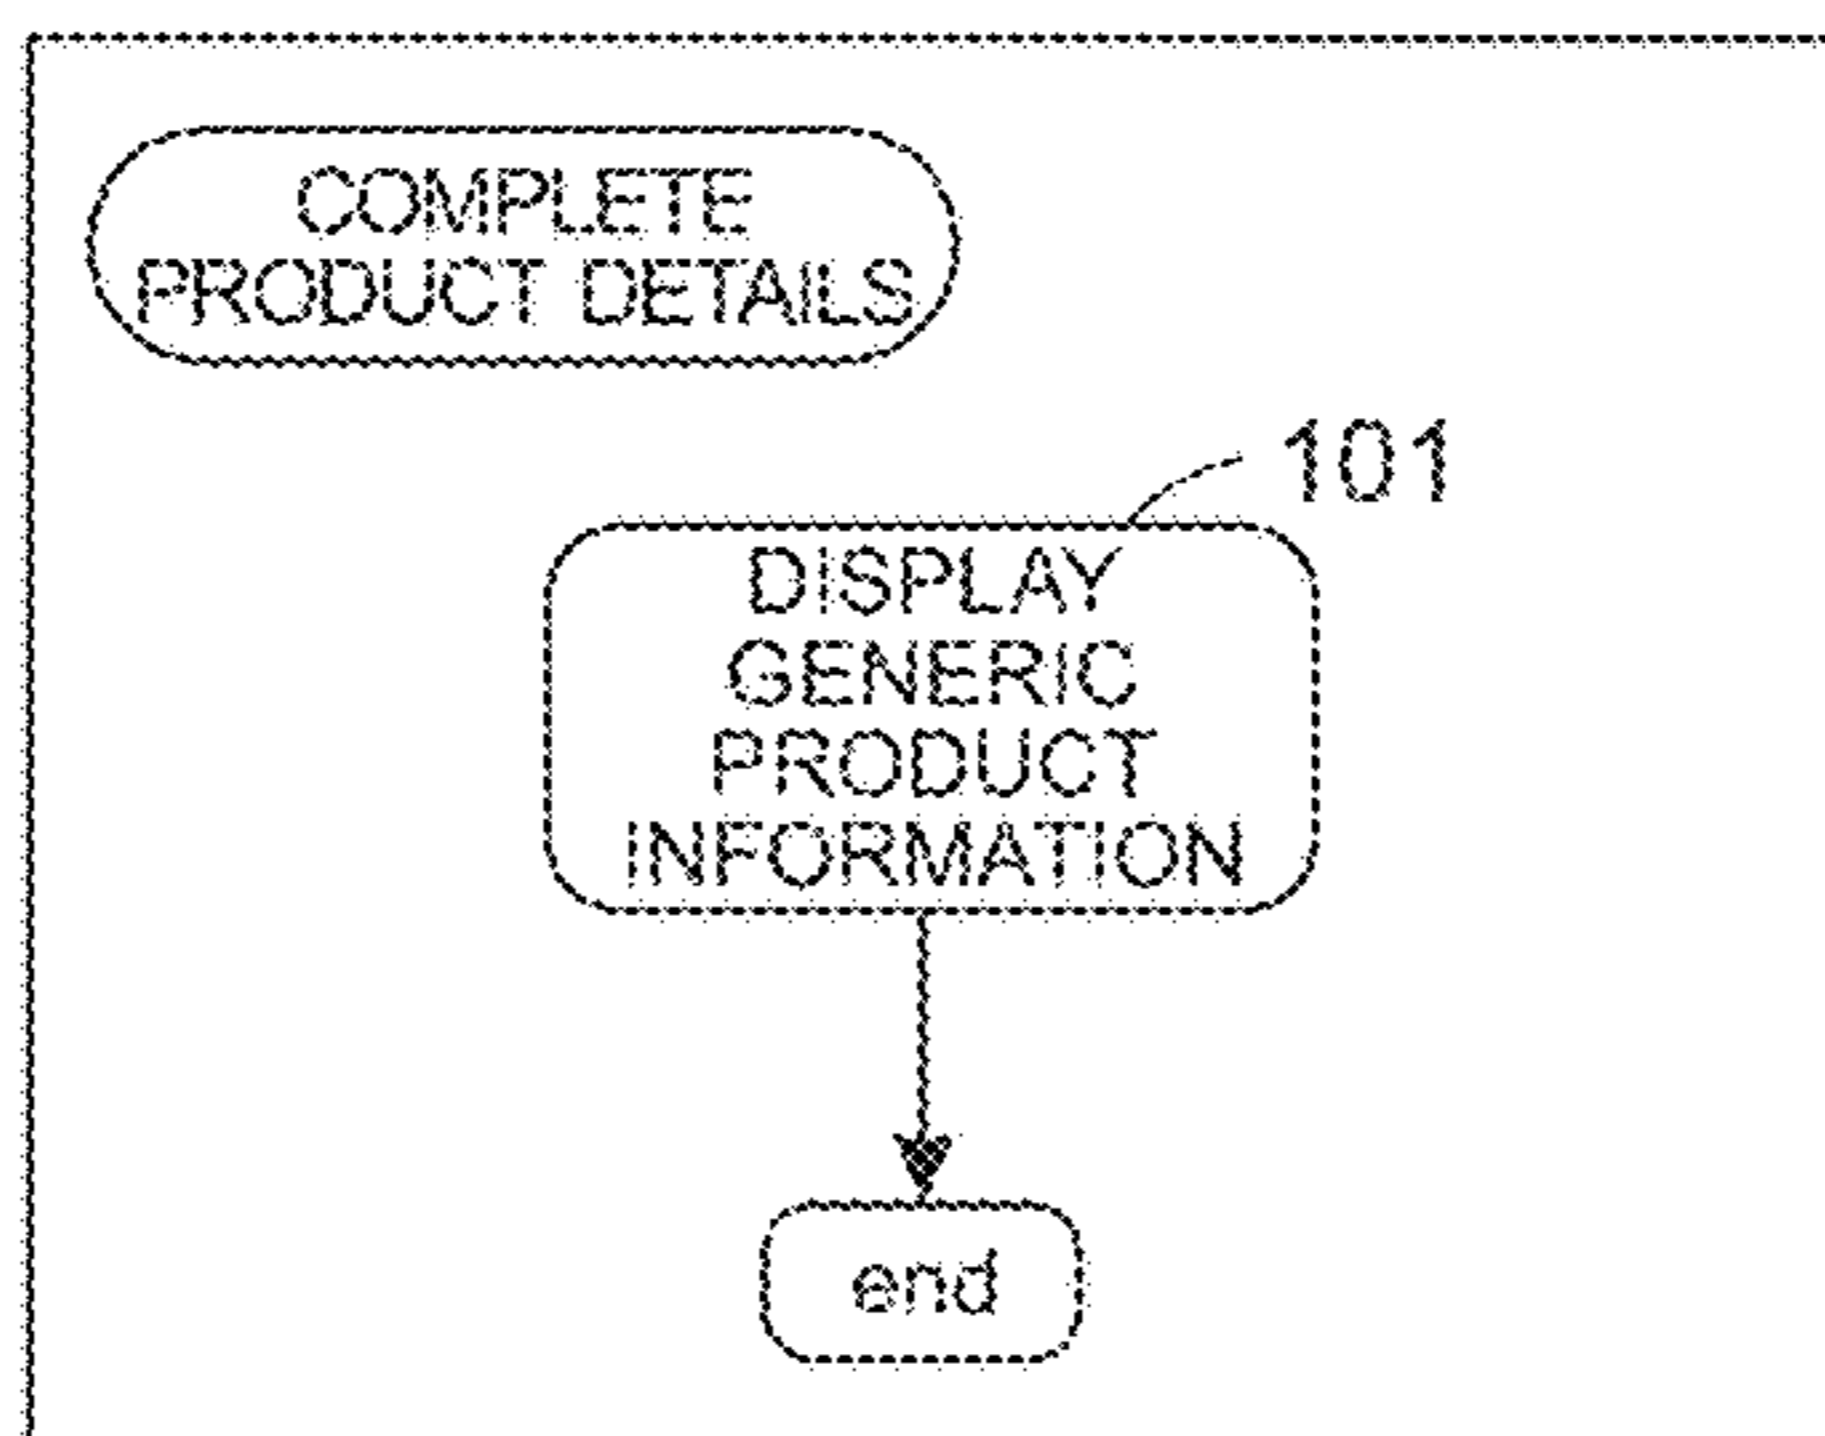 COMPLETE
PRODUCT DETAILS
101
DISPLAY
GENERIC
PRODUCT
INFORMATION
end